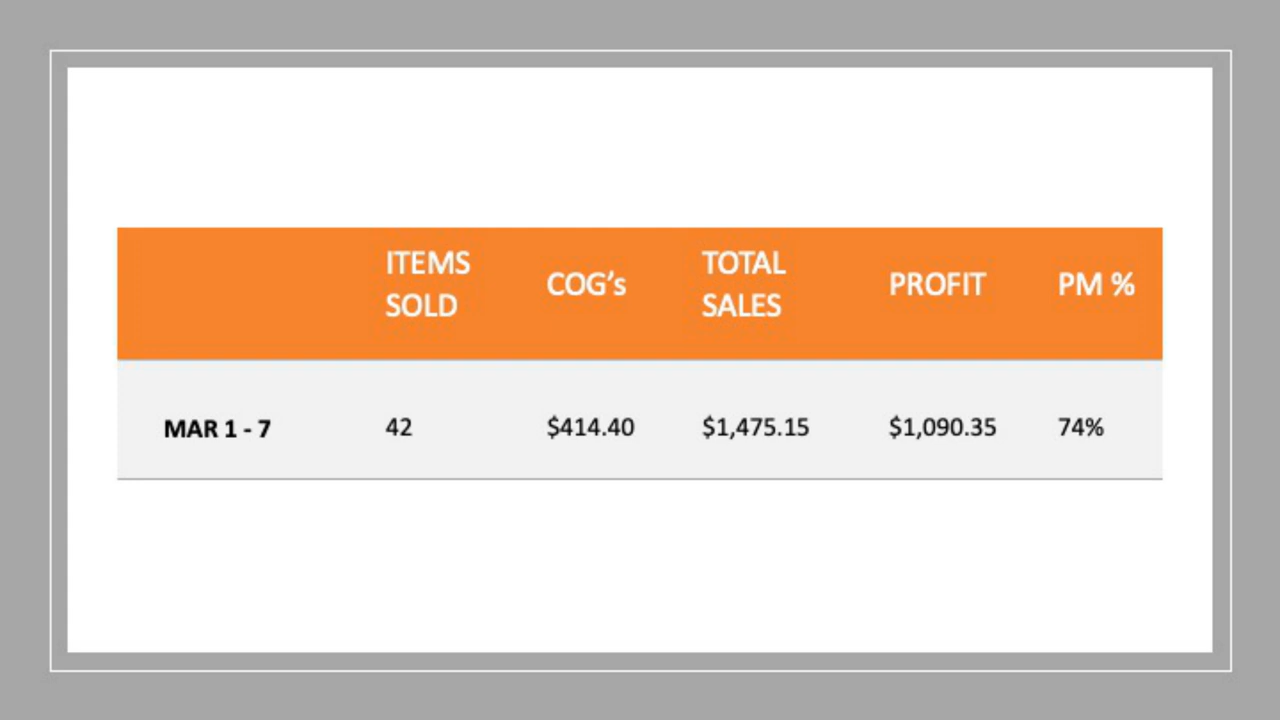 ITEMS SOLD COG’s TOTAL SALES PROFIT PM %
MAR 1 - 7 42 $414.40 $1,475.15 $1,090.35 74%